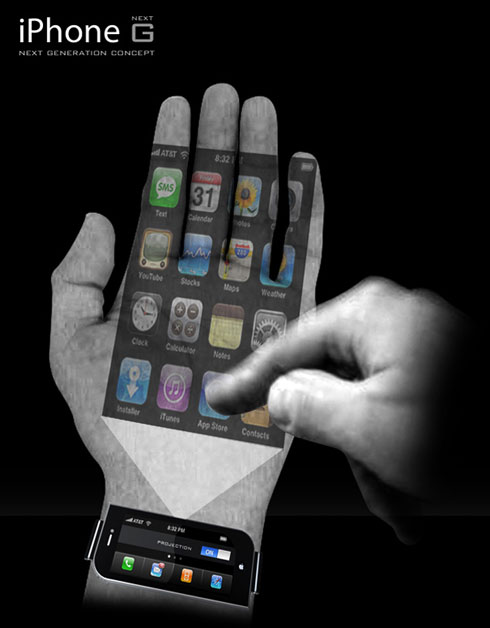 iPhone NEXT G
NEXT GENERATION CONCEPT
AT&T 8:32 P
SMS
31
Text Calendar Photos
YouTube Stocks Maps Weather
Clock Calculator Notes
Installer iTunes App Store Contacts
AT&T 8:32 PM
PROJECTION ON